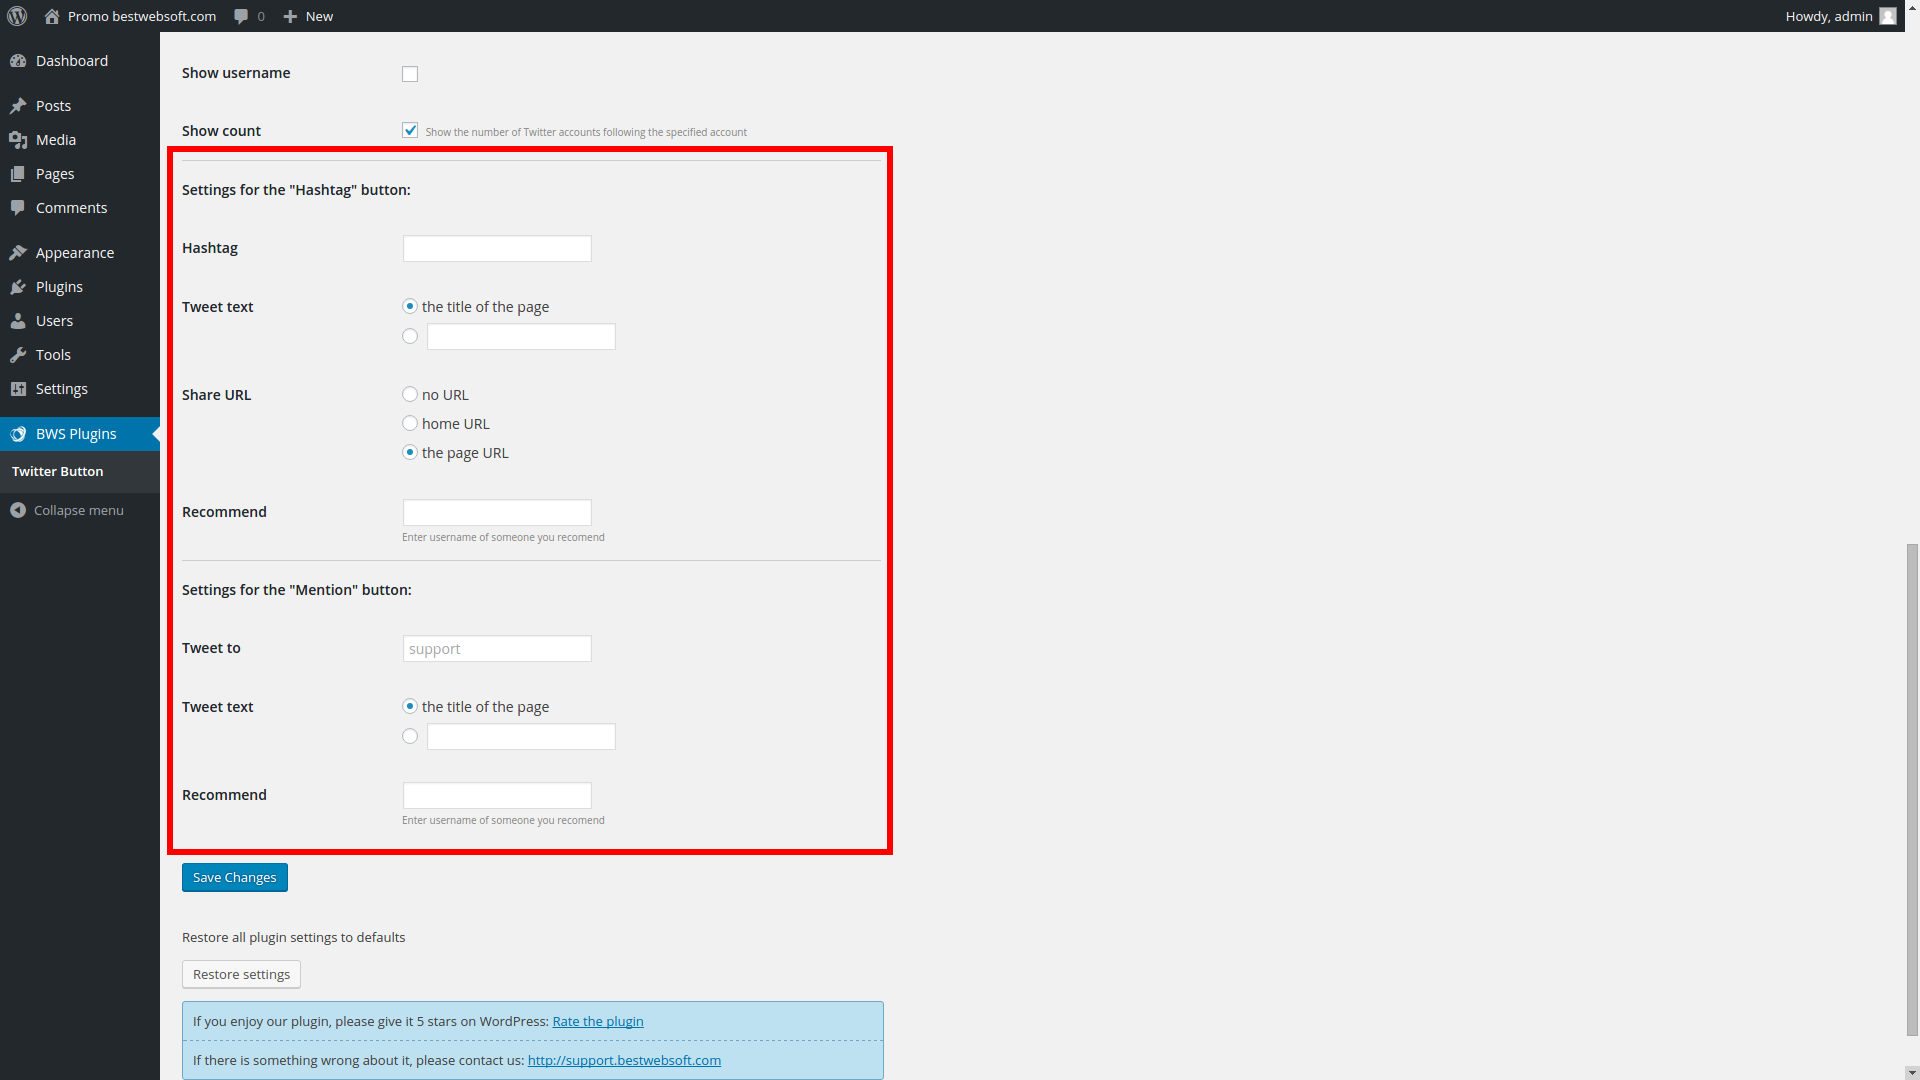 Promo bestwebsoft.com 0 New Howdy, admin
Dashboard
Posts
Media
Pages
Comments
Appearance
Plugins
Users
Tools
Settings
BWS Plugins
Twitter Button
Collapse menu
Show username
Show count Show the number of Twitter accounts following the specified account
Settings for the "Hashtag" button:
Hashtag
Tweet text the title of the page
Share URL no URL
home URL
the page URL
Recommend
Enter username of someone you recomend
Settings for the "Mention" button:
Tweet to support
Tweet text the title of the page
Recommend
Enter username of someone you recomend
Save Changes
Restore all plugin settings to defaults
Restore settings
If you enjoy our plugin, please give it 5 stars on WordPress: Rate the plugin
If there is something wrong about it, please contact us: http://support.bestwebsoft.com